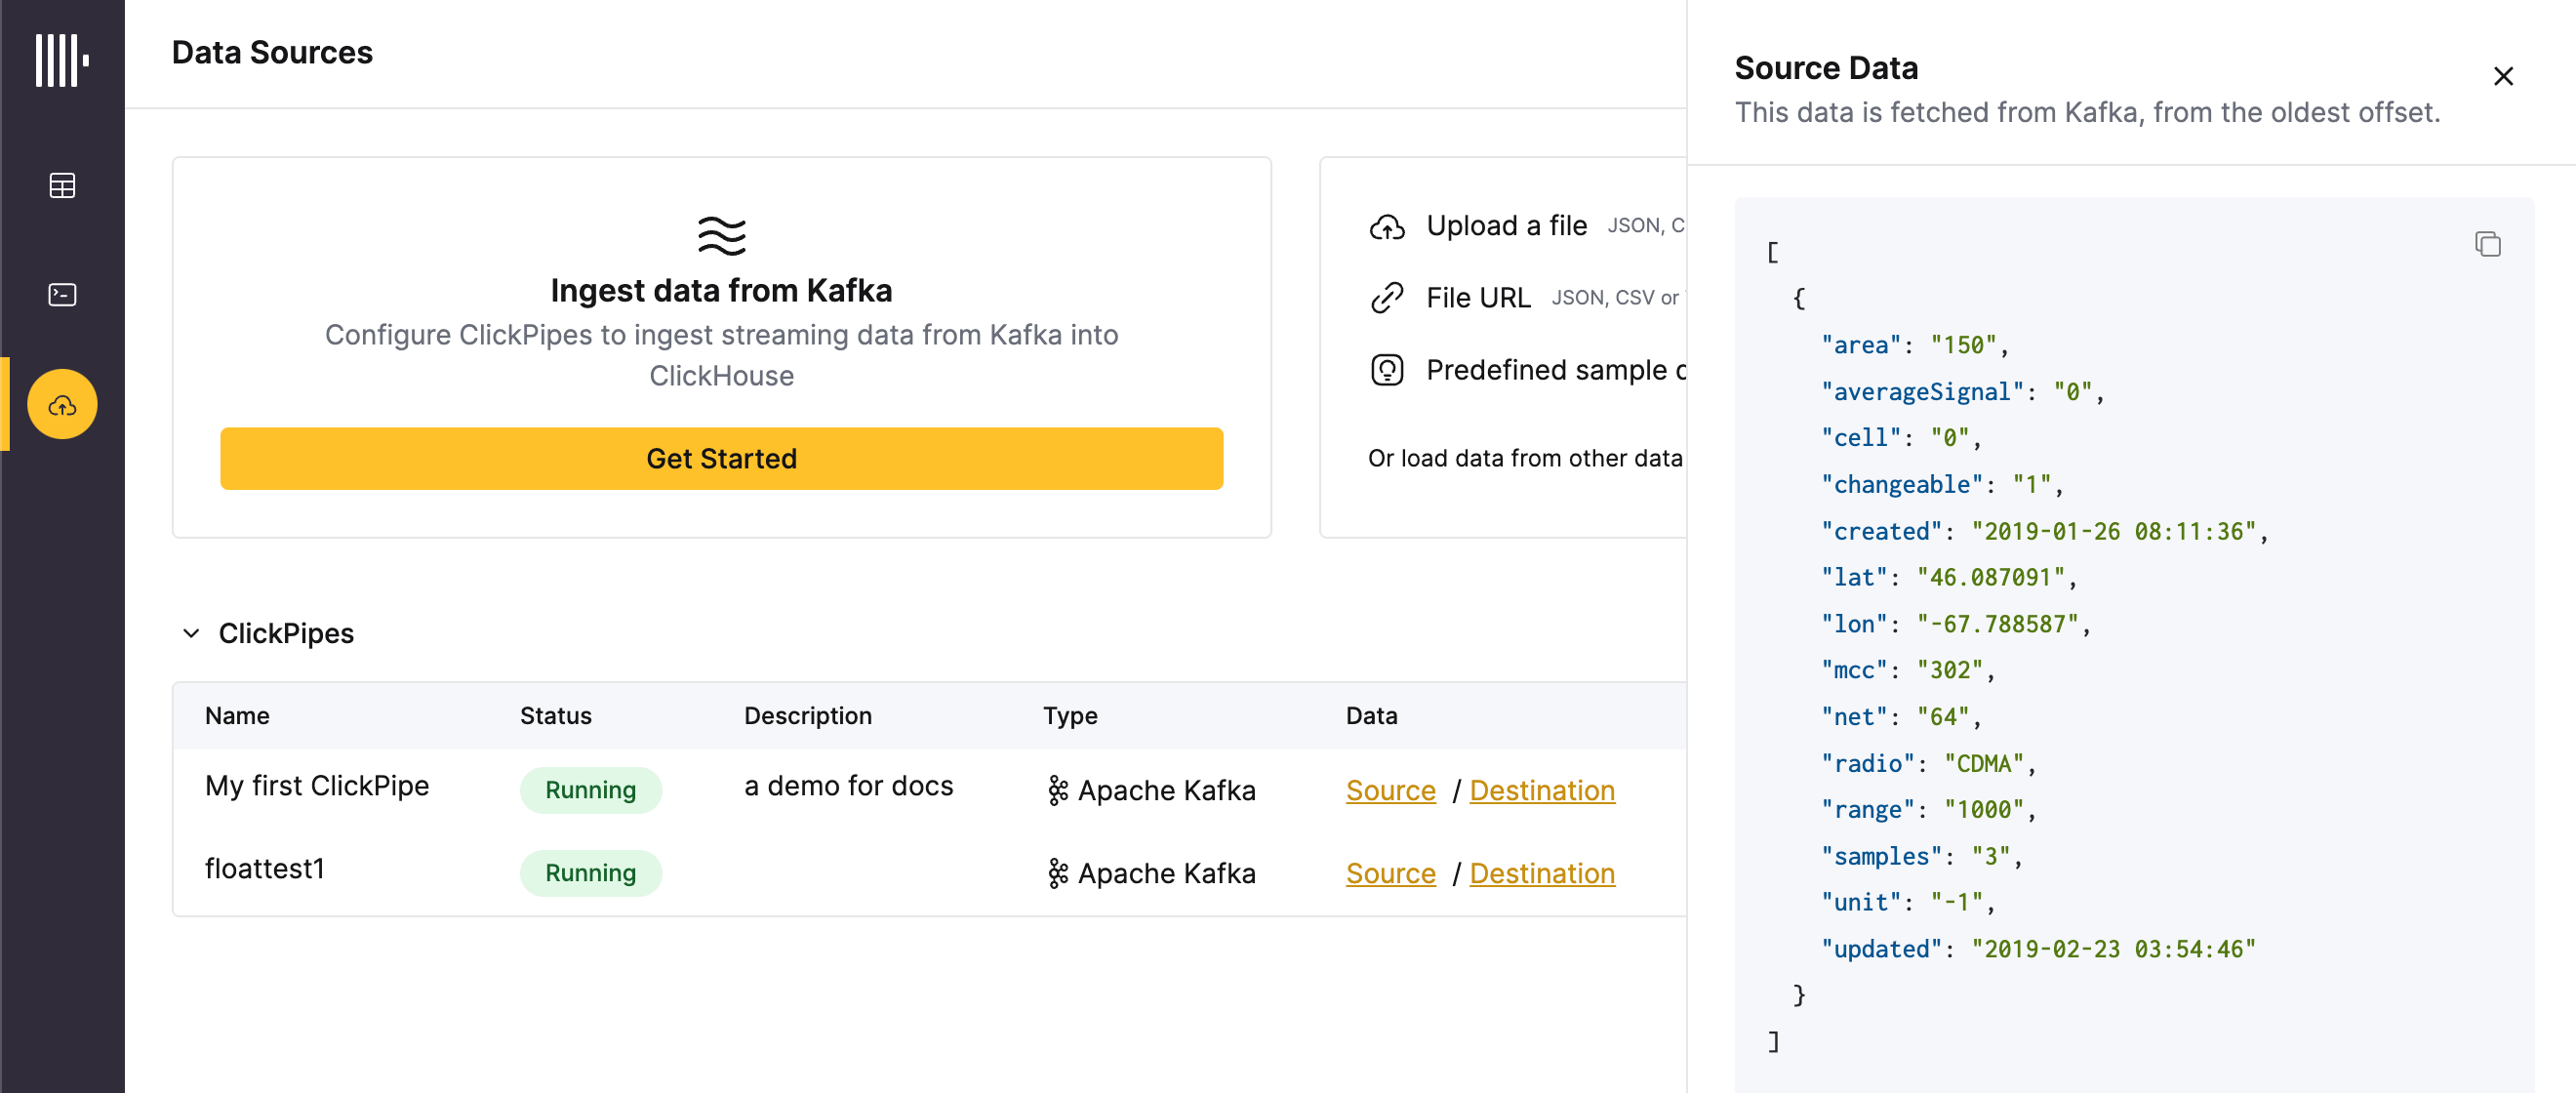 Data Sources
Ingest data from Kafka
Configure ClickPipes to ingest streaming data from Kafka into
ClickHouse
Get Started
Upload a file JSON, C
File URL JSON, CSV or
Predefined sample
Or load data from other data
ClickPipes
Name Status Description Type Data
My first ClickPipe Running a demo for docs Apache Kafka Source / Destination
floattest1 Running Apache Kafka Source / Destination
Source Data
This data is fetched from Kafka, from the oldest offset.
[
{
"area": "150",
"averageSignal": "0",
"cell": "0",
"changeable": "1",
"created": "2019-01-26 08:11:36",
"lat": "46.087091",
"lon": "-67.788587",
"mcc": "302",
"net": "64",
"radio": "CDMA",
"range": "1000",
"samples": "3",
"unit": "-1",
"updated": "2019-02-23 03:54:46"
}
]